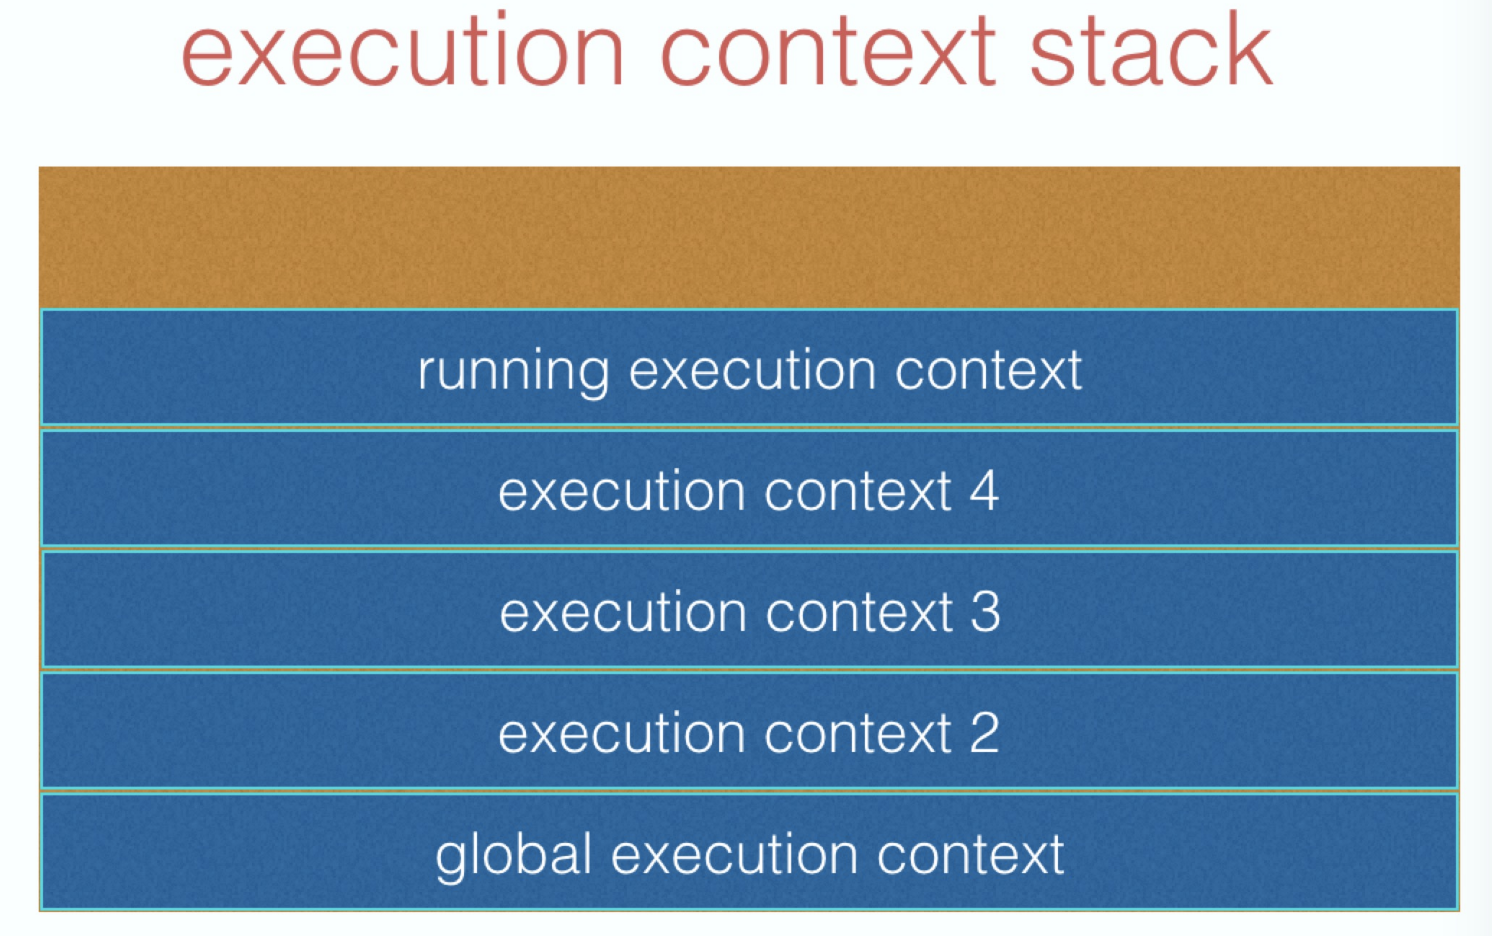 execution context stack
running execution context
execution context 4
execution context 3
execution context 2
global execution context